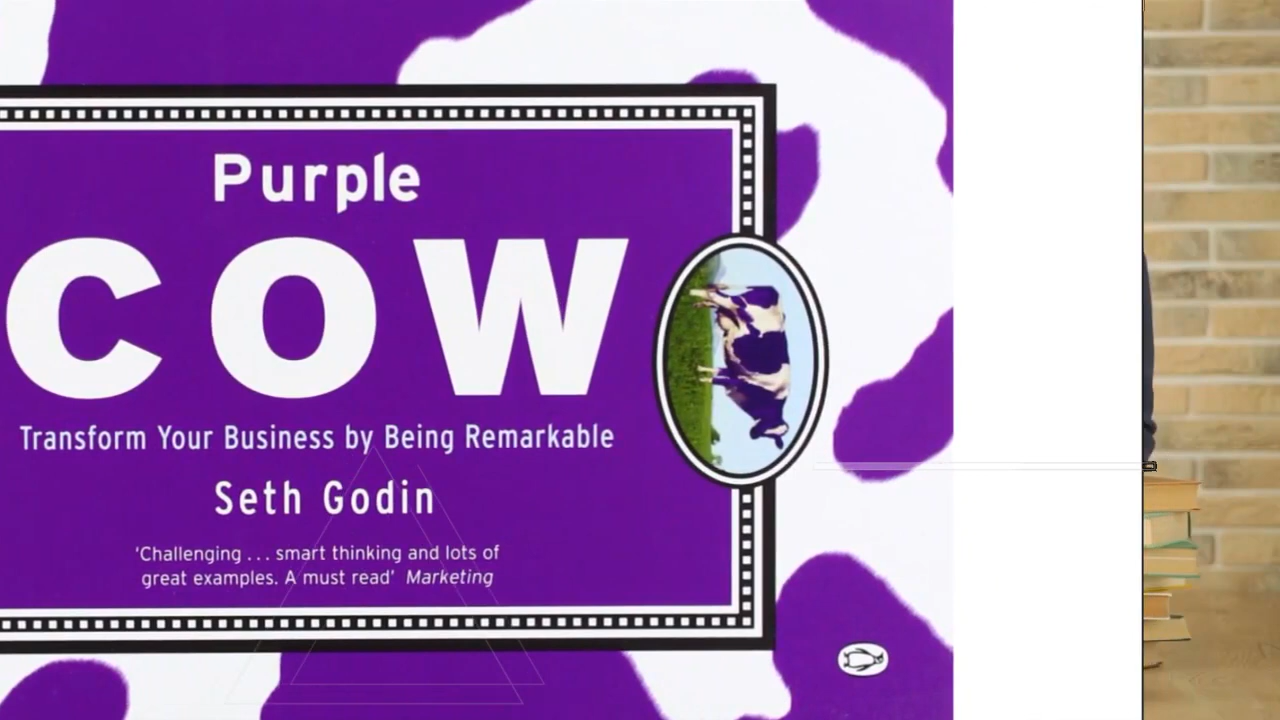 Purple
COW
Transform Your Business by Being Remarkable
Seth Godin
'Challenging . . . smart thinking and lots of
great examples. A must read' Marketing